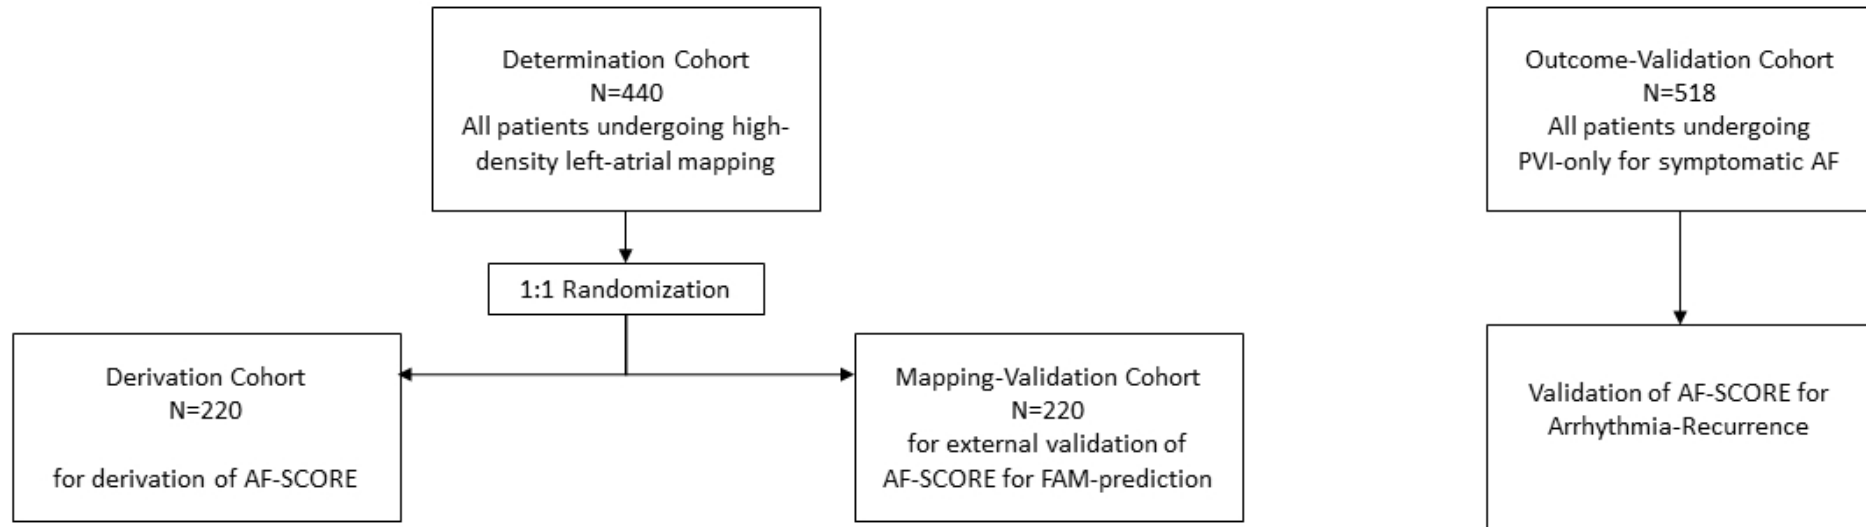 Determination Cohort
N=440
All patients undergoing high-
density left-atrial mapping
1:1 Randomization
Derivation Cohort
N=220
for derivation of AF-SCORE
Mapping-Validation Cohort
N=220
for external validation of
AF-SCORE for FAM-prediction
Outcome-Validation Cohort
N=518
All patients undergoing
PVI-only for symptomatic AF
Validation of AF-SCORE for
Arrhythmia-Recurrence